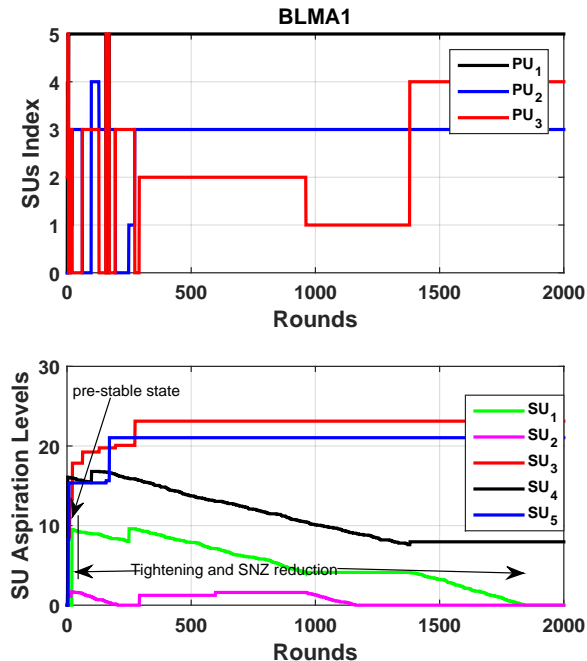 BLMA1
5
4
3
2
1
0
SUs Index
PU1
PU2
PU3
0 500 1000 1500 2000
Rounds
30
20
10
0
SU Aspiration Levels
pre-stable state
Tightening and SNZ reduction
SU1
SU2
SU3
SU4
SU5
0 500 1000 1500 2000
Rounds